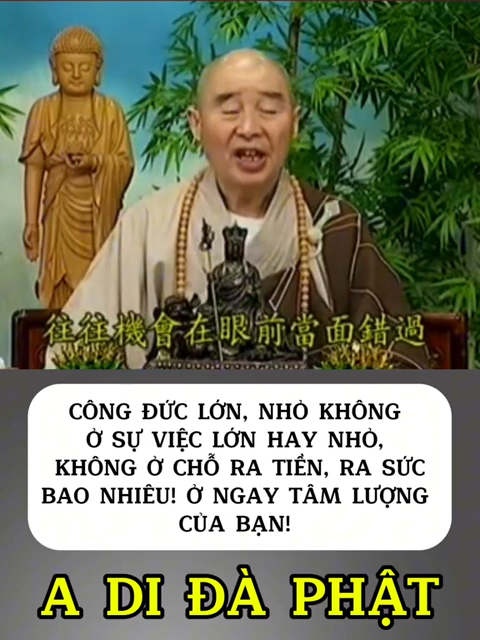 往往機會在眼前當面錯過
CÔNG ĐỨC LỚN, NHỎ KHÔNG
Ở SỰ VIỆC LỚN HAY NHỎ,
KHÔNG Ở CHỖ RA TIỀN, RA SỨC
BAO NHIÊU! Ở NGAY TÂM LƯỢNG
CỦA BẠN!
A DI ĐÀ PHẬT